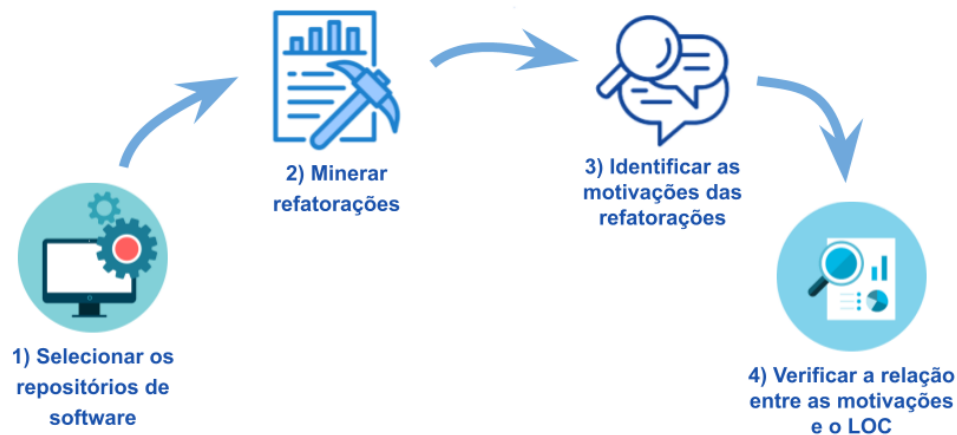 1) Selecionar os
repositórios de
software
2) Minerar
refatorações
3) Identificar as
motivações das
refatorações
4) Verificar a relação
entre as motivações
e o LOC